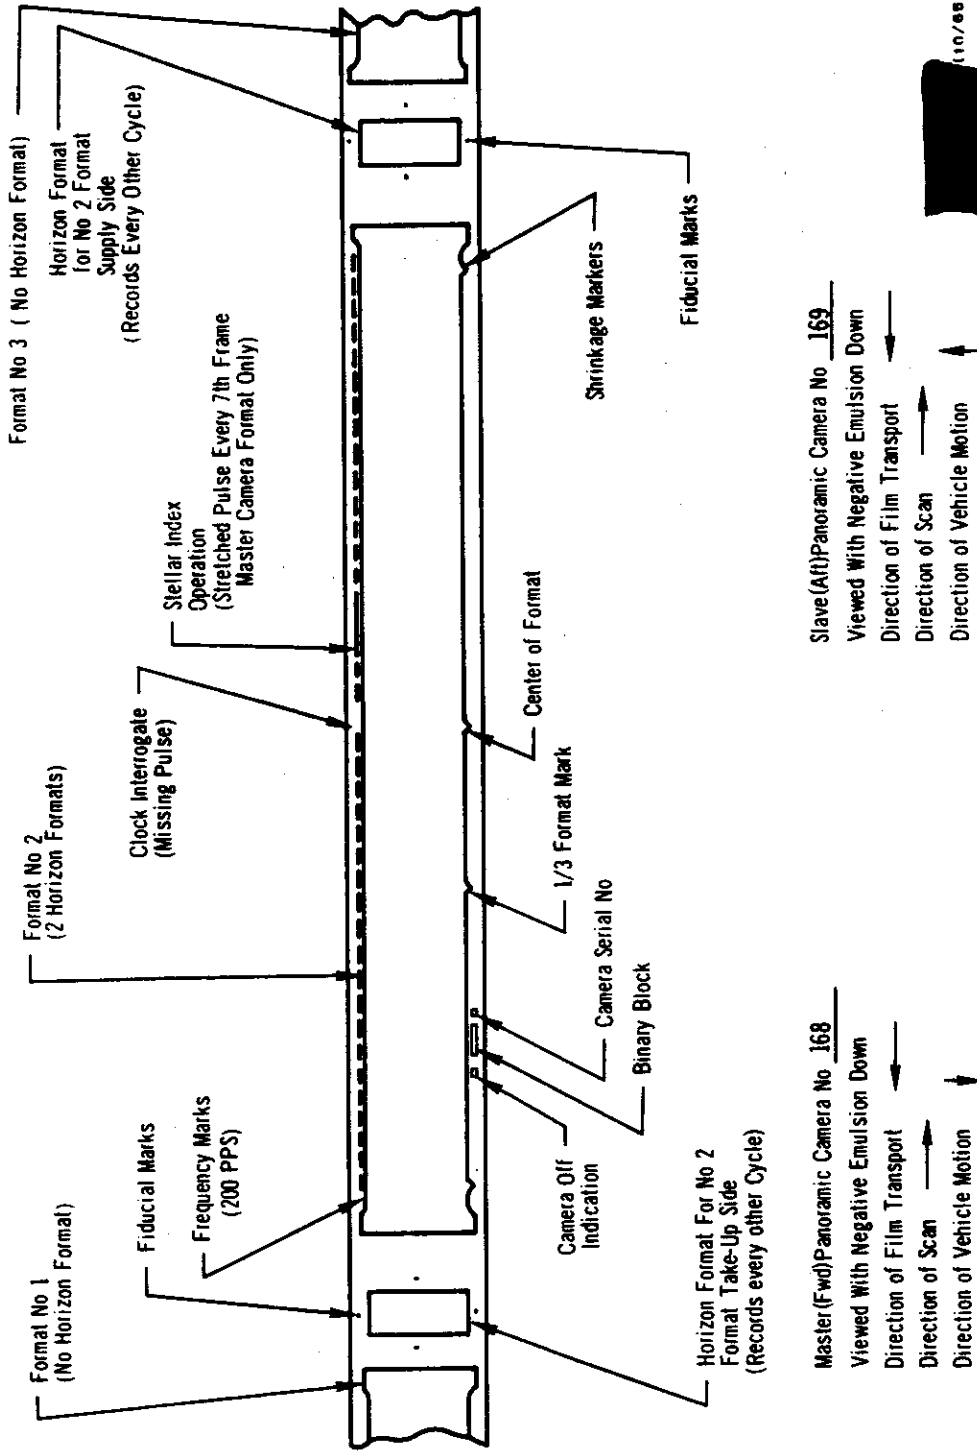 Format No 1
(No Horizon Format)
Fiducial Marks
Frequency Marks
(200 PPS)
Format No 2
(2 Horizon Formats)
Clock Interrogate
(Missing Pulse)
Stellar Index
Operation
(Stretched Pulse Every 7th Frame
Master Camera Format Only)
Format No 3 ( No Horizon Format)
Horizon Format
for No 2 Format
Supply Side
(Records Every Other Cycle)
Camera Off
Indication
Binary Block
Camera Serial No
1/3 Format Mark
Center of Format
Shrinkage Markers
Fiducial Marks
Horizon Format For No 2
Format Take-Up Side
(Records every other Cycle)
Master(Fwd)Panoramic Camera No 168
Viewed With Negative Emulsion Down
Direction of Film Transport
Direction of Scan
Direction of Vehicle Motion
Slave(Aft)Panoramic Camera No 169
Viewed With Negative Emulsion Down
Direction of Film Transport
Direction of Scan
Direction of Vehicle Motion